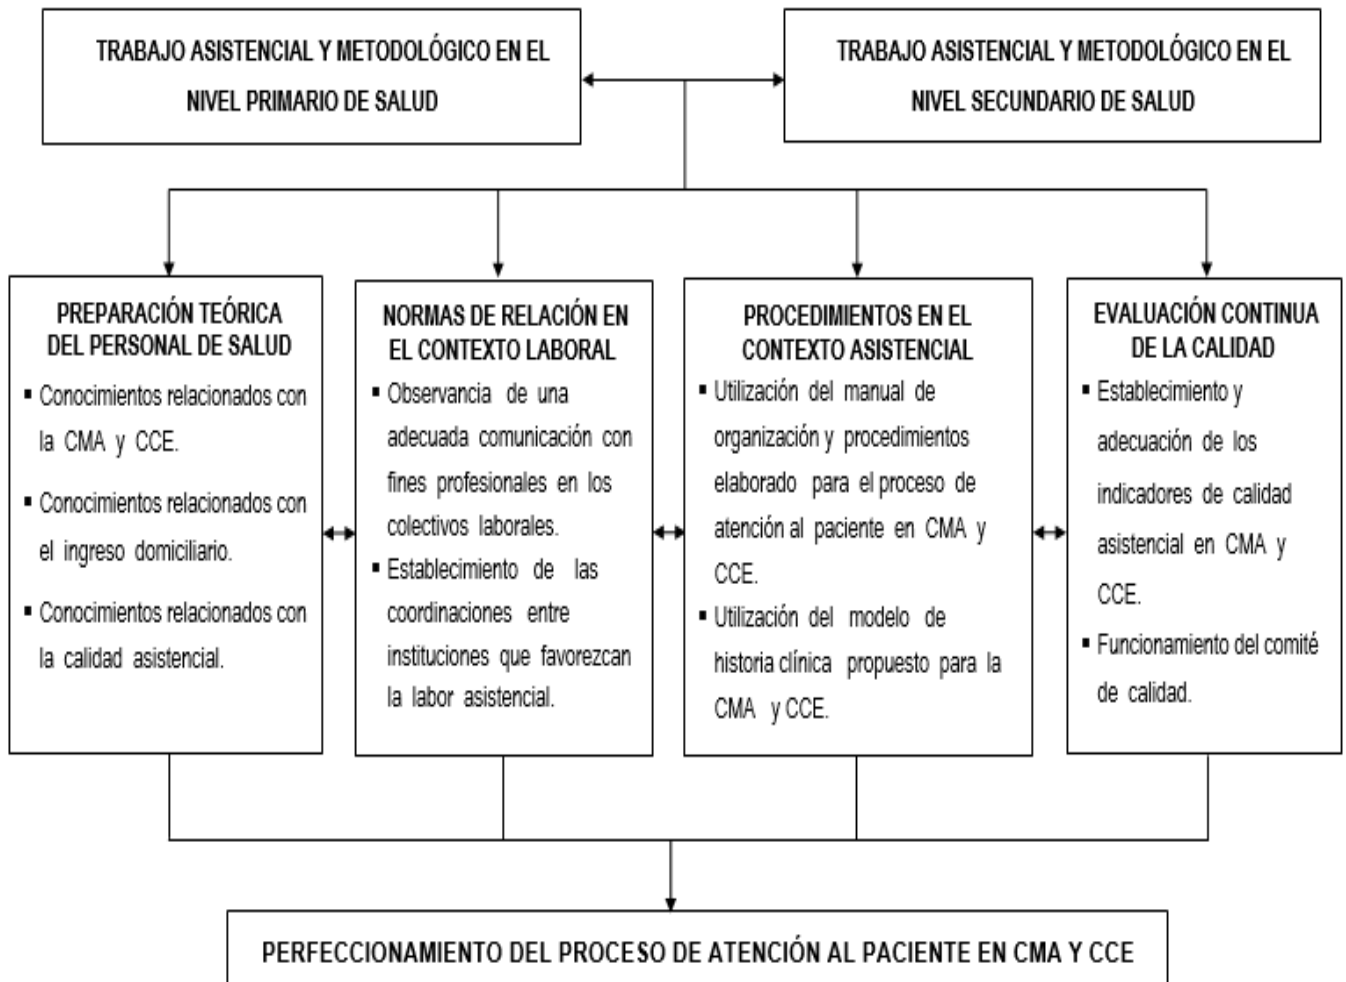 TRABAJO ASISTENCIAL Y METODOLÓGICO EN EL
NIVEL PRIMARIO DE SALUD
TRABAJO ASISTENCIAL Y METODOLÓGICO EN EL
NIVEL SECUNDARIO DE SALUD
PREPARACIÓN TEÓRICA
DEL PERSONAL DE SALUD
▪ Conocimientos relacionados con
la CMA y CCE.
▪ Conocimientos relacionados con
el ingreso domiciliario.
▪ Conocimientos relacionados con
la calidad asistencial.
NORMAS DE RELACIÓN EN
EL CONTEXTO LABORAL
▪ Observancia de una
adecuada comunicación con
fines profesionales en los
colectivos laborales.
▪ Establecimiento de las
coordinaciones entre
instituciones que favorezcan
la labor asistencial.
PROCEDIMIENTOS EN EL
CONTEXTO ASISTENCIAL
▪ Utilización del manual de
organización y procedimientos
elaborado para el proceso de
atención al paciente en CMA y
CCE.
▪ Utilización del modelo de
historia clínica propuesto para la
CMA y CCE.
EVALUACIÓN CONTINUA
DE LA CALIDAD
▪ Establecimiento y
adecuación de los
indicadores de calidad
asistencial en CMA y
CCE.
▪ Funcionamiento del comité
de calidad.
PERFECCIONAMIENTO DEL PROCESO DE ATENCIÓN AL PACIENTE EN CMA Y CCE